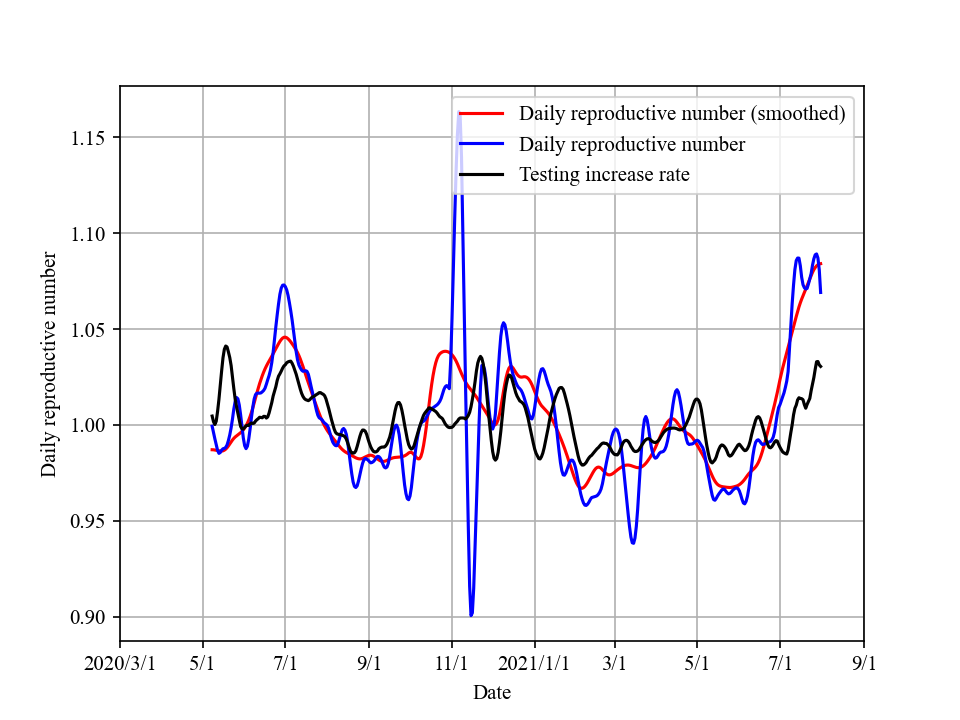 Daily reproductive number (smoothed)
Daily reproductive number
Testing increase rate
Daily reproductive number
1.15
1.10
1.05
1.00
0.95
0.90
2020/3/1 5/1 7/1 9/1 11/1 2021/1/1 3/1 5/1 7/1 9/1
Date